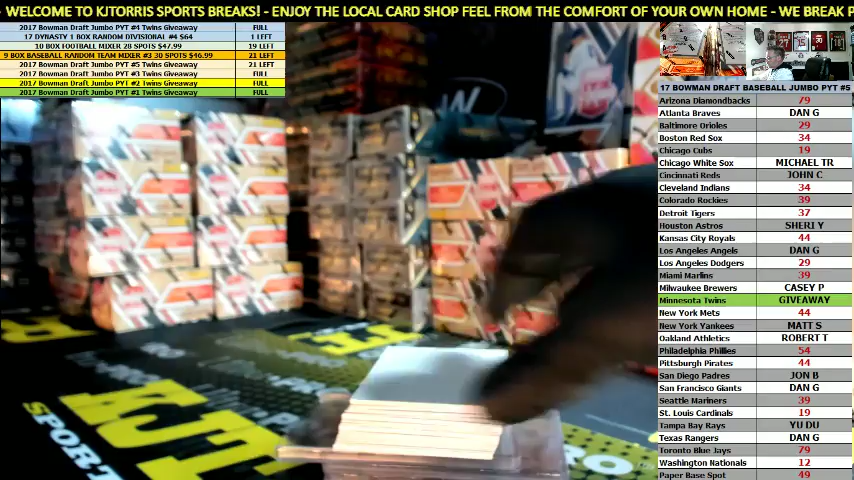 - WELCOME TO KJTORRIS SPORTS BREAKS! - ENJOY THE LOCAL CARD SHOP FEEL FROM THE COMFORT OF YOUR OWN HOME - WE BREAK P
2017 Bowman Draft Jumbo PYT #4 Twins Giveaway FULL
17 DYNASTY 1 BOX RANDOM DIVISIONAL #4 $64 1 LEFT
10 BOX FOOTBALL MIXER 28 SPOTS $47.99 19 LEFT
9 BOX BASEBALL RANDOM TEAM MIXER #3 30 SPOTS $46.99 21 LEFT
2017 Bowman Draft Jumbo PYT #5 Twins Giveaway 21 LEFT
2017 Bowman Draft Jumbo PYT #3 Twins Giveaway FULL
2017 Bowman Draft Jumbo PYT #2 Twins Giveaway FULL
2017 Bowman Draft Jumbo PYT #1 Twins Giveaway FULL
17 BOWMAN DRAFT BASEBALL JUMBO PYT #5
Arizona Diamondbacks 79
Atlanta Braves DAN G
Baltimore Orioles 29
Boston Red Sox 34
Chicago Cubs 19
Chicago White Sox MICHAEL TR
Cincinnati Reds JOHN C
Cleveland Indians 34
Colorado Rockies 39
Detroit Tigers 37
Houston Astros SHERI Y
Kansas City Royals 44
Los Angeles Angels DAN G
Los Angeles Dodgers 29
Miami Marlins 39
Milwaukee Brewers CASEY P
Minnesota Twins GIVEAWAY
New York Mets 44
New York Yankees MATT S
Oakland Athletics ROBERT T
Philadelphia Phillies 54
Pittsburgh Pirates 44
San Diego Padres JON B
San Francisco Giants DAN G
Seattle Mariners 39
St. Louis Cardinals 19
Tampa Bay Rays YU DU
Texas Rangers DAN G
Toronto Blue Jays 79
Washington Nationals 12
Paper Base Spot 49
KJT
SPORT
PRO